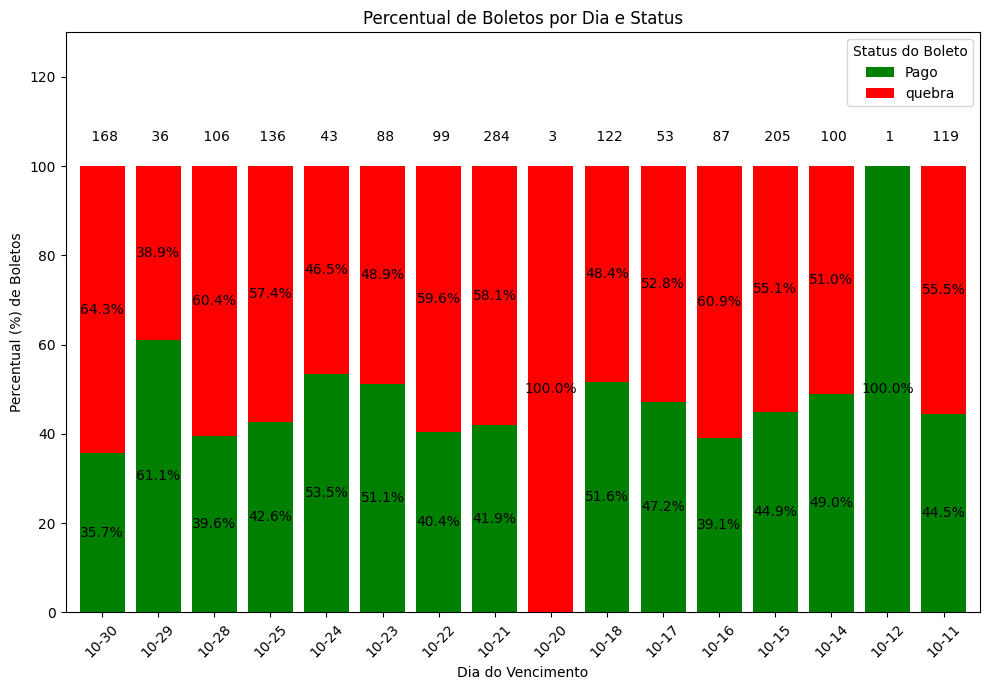 Percentual de Boletos por Dia e Status
Status do Boleto
Pago
quebra
Percentual (%) de Boletos
120
100
80
60
40
20
0
168 36 106 136 43 88 99 284 3 122 53 87 205 100 1 119
64.3% 38.9% 60.4% 57.4% 46.5% 48.9% 59.6% 58.1% 100.0% 48.4% 52.8% 60.9% 55.1% 51.0% 100.0% 55.5%
35.7% 61.1% 39.6% 42.6% 53.5% 51.1% 40.4% 41.9% 51.6% 47.2% 39.1% 44.9% 49.0% 44.5%
10-30 10-29 10-28 10-25 10-24 10-23 10-22 10-21 10-20 10-18 10-17 10-16 10-15 10-14 10-12 10-11
Dia do Vencimento